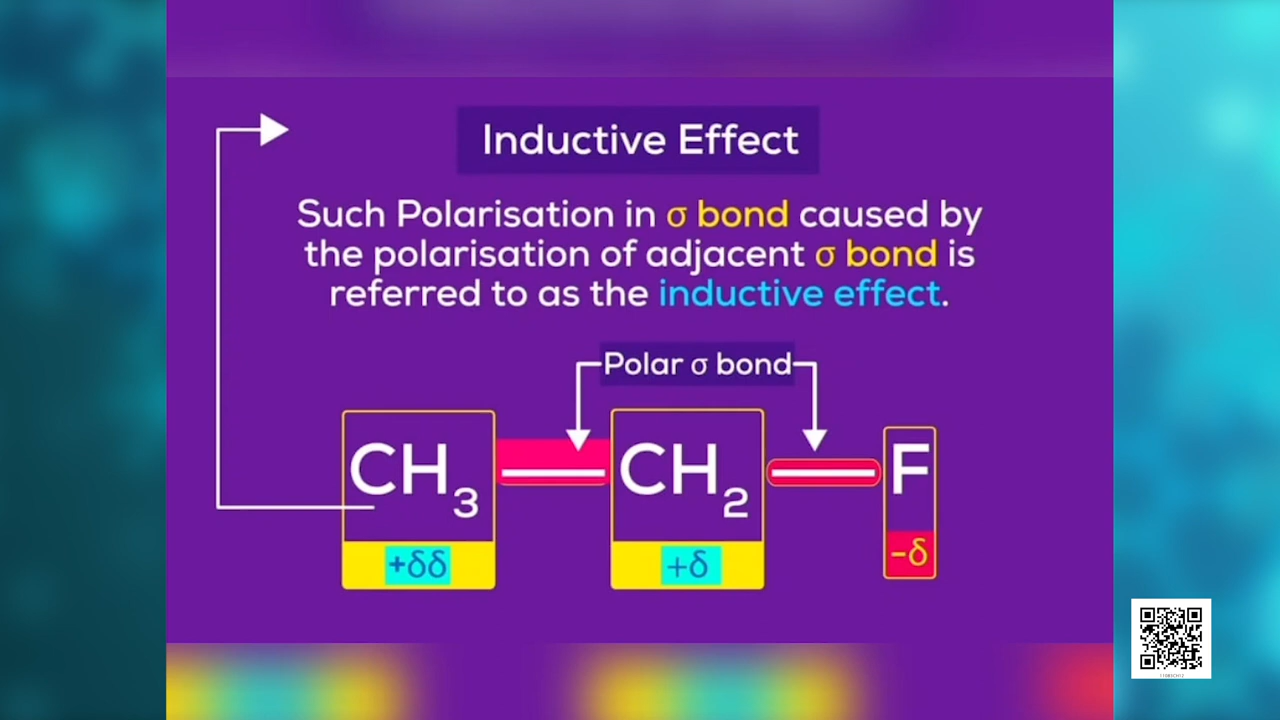 Inductive Effect
Such Polarisation in σ bond caused by
the polarisation of adjacent σ bond is
referred to as the inductive effect.
Polar σ bond
CH₃ — CH₂ — F
+δδ +δ -δ